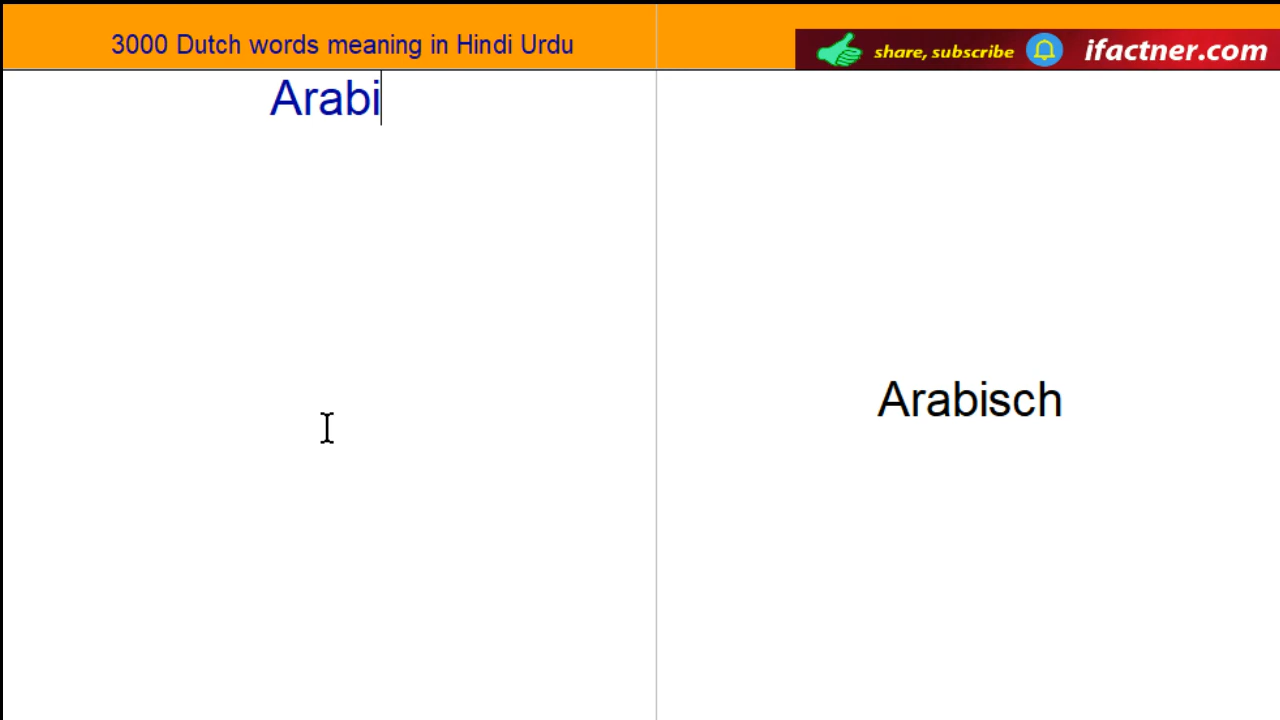 3000 Dutch words meaning in Hindi Urdu
share, subscribe
ifactner.com
Arabi
Arabisch